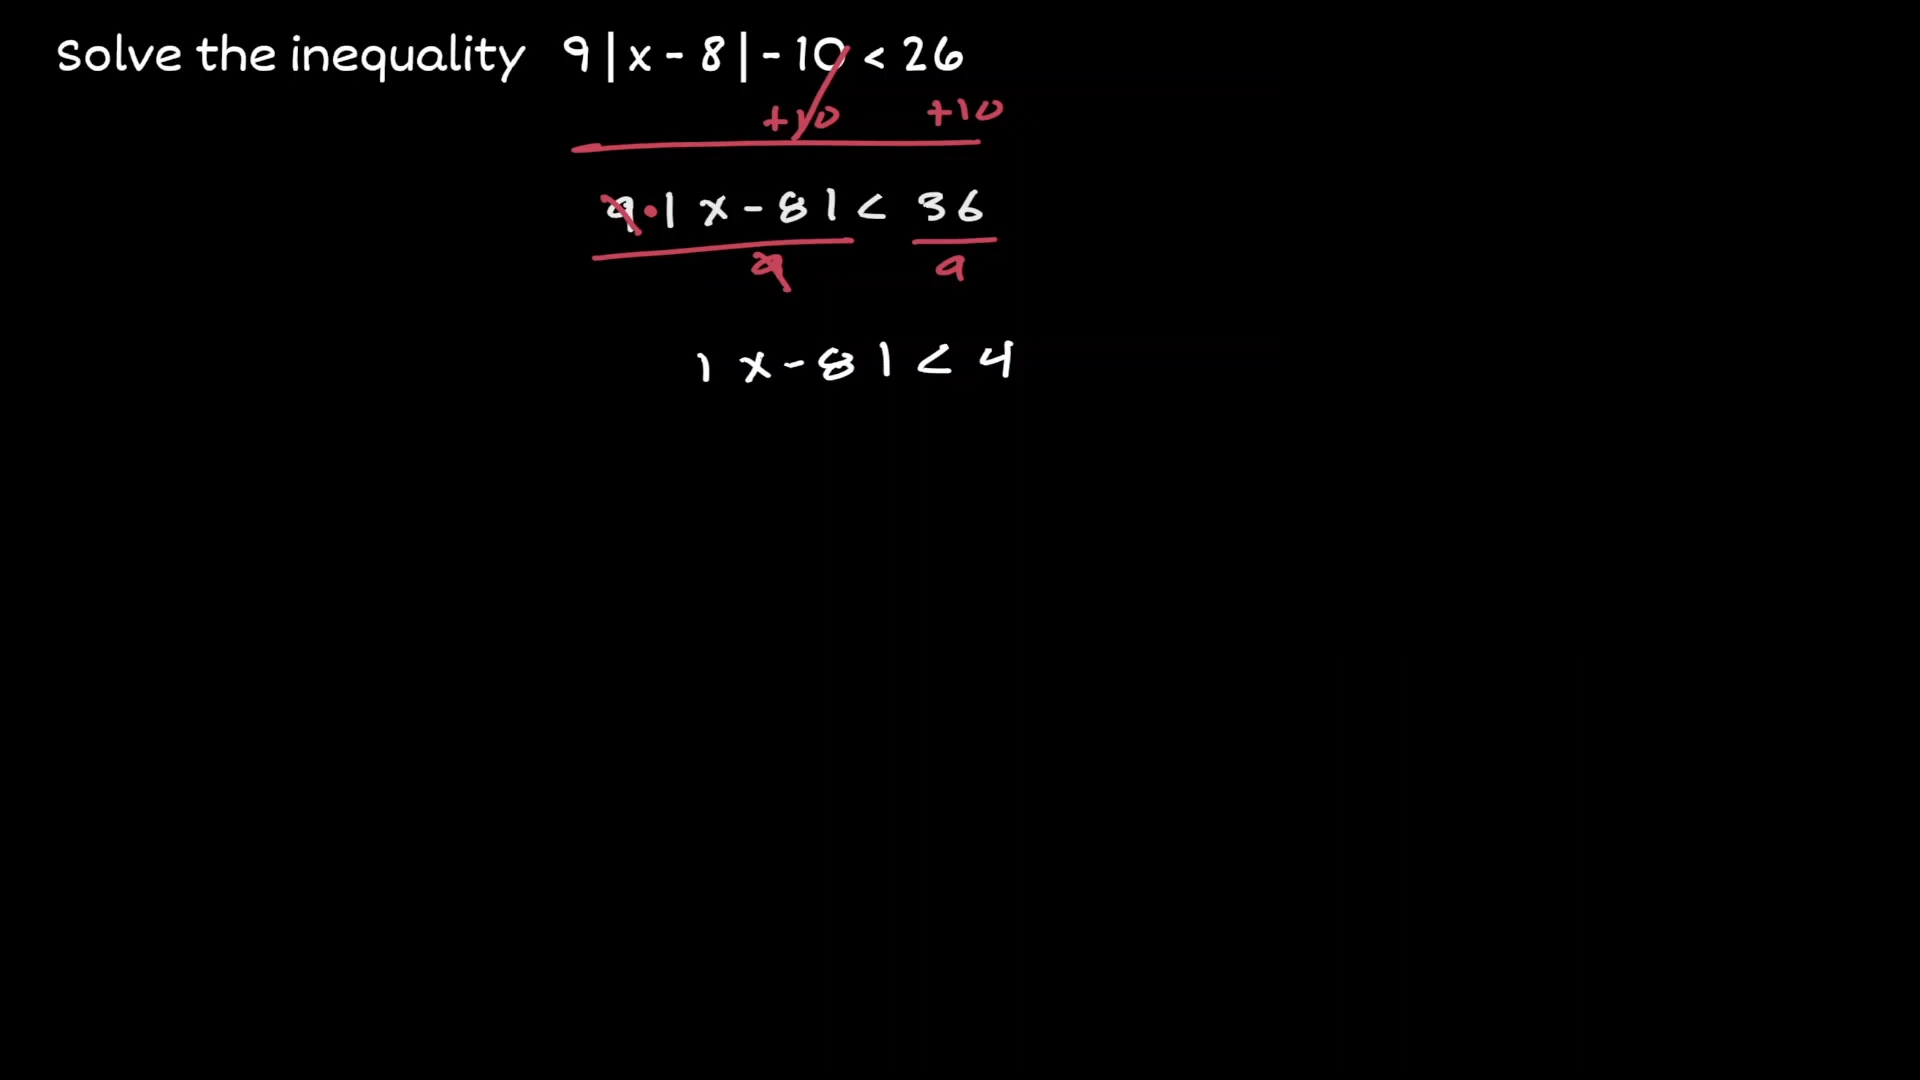 Solve the inequality 9|x - 8| - 10 < 26
+10 +10
9·|x - 8| < 36
9 9
|x - 8| < 4